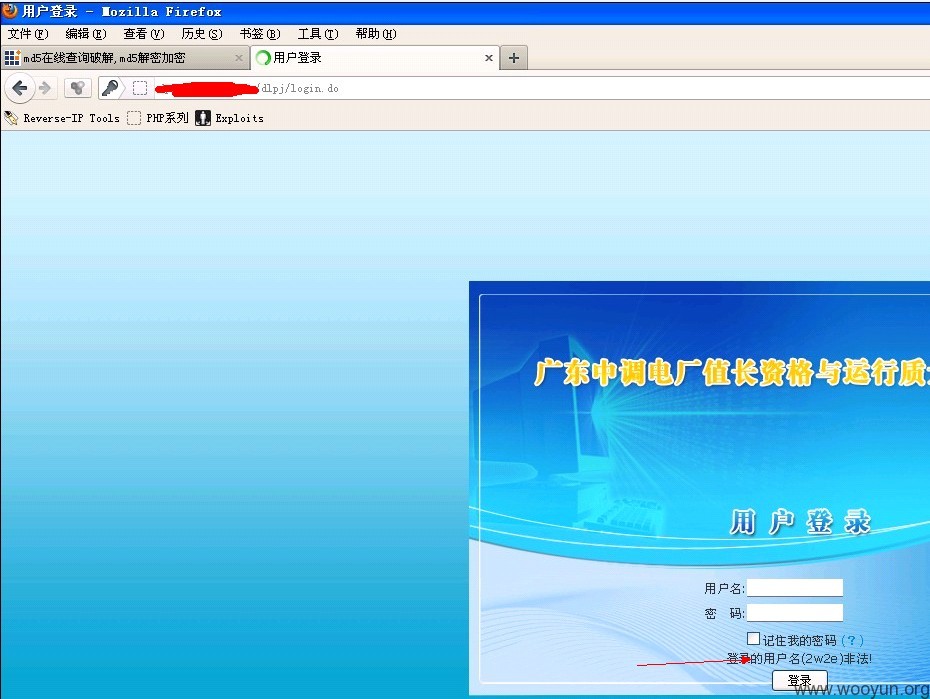 用户登录 - Mozilla Firefox
文件(F) 编辑(E) 查看(V) 历史(S) 书签(B) 工具(T) 帮助(H)
md5在线查询破解,md5解密加密
用户登录
/dlpj/login.do
Reverse-IP Tools PHP系列 Exploits
广东中调电厂值长资格与运行质
用户登录
用户名:
密 码:
记住我的密码 (?)
登录的用户名(2w2e)非法!
登录
www.wooyun.org